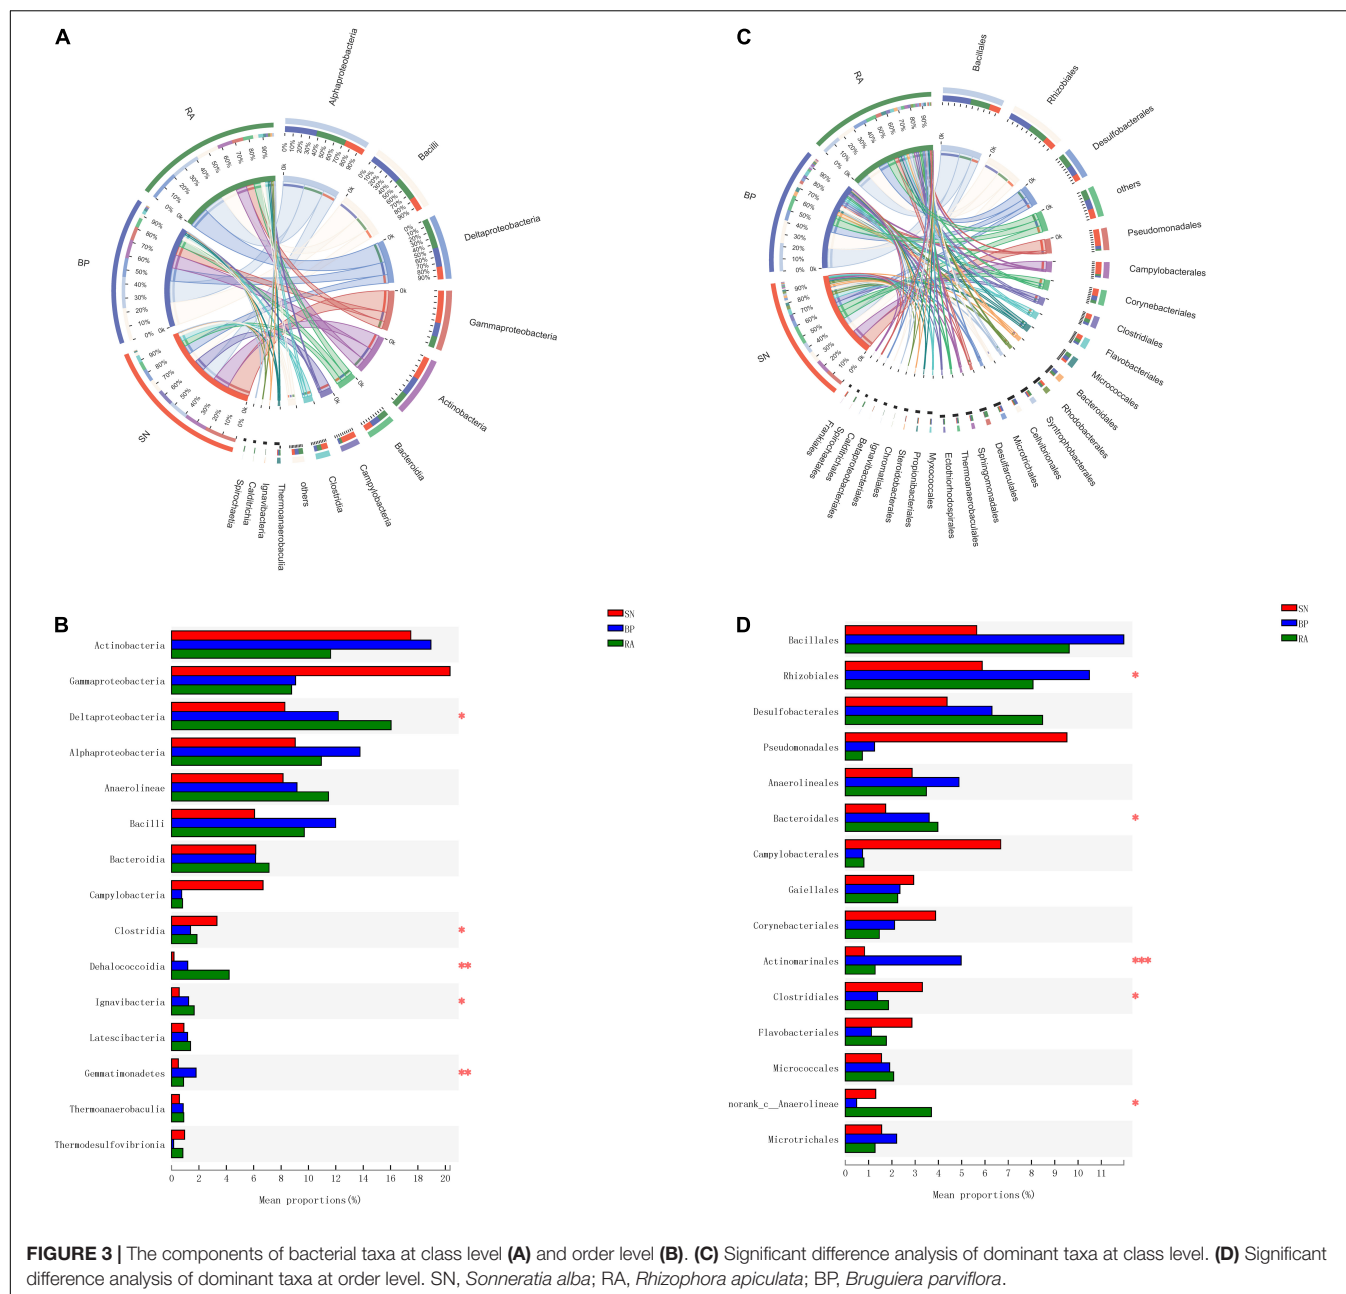 A
RA
BP
SN
Alphaproteobacteria
Bacilli
Deltaproteobacteria
Gammaproteobacteria
Actinobacteria
Bacteroidia
Campylobacteria
Clostridia
others
Thermoanaerobaculia
Ignavibacteria
Calditrichia
Spirochaetia
C
RA
BP
SN
Bacillales
Rhizobiales
Desulfobacterales
others
Pseudomonadales
Campylobacterales
Corynebacteriales
Clostridiales
Flavobacteriales
Micrococcales
Bacteroidales
Rhodobacterales
Syntrophobacterales
Cellvibrionales
Microtrichales
Desulfarculales
Sphingomonadales
Thermoanaerobaculales
Ectothiorhodospirales
Myxococcales
Propionibacteriales
Steroidobacterales
Chromatiales
Ignavibacteriales
Betaproteobacteriales
Calditrichales
Spirochaetales
Frankiales
B
SN
BP
RA
Actinobacteria
Gammaproteobacteria
Deltaproteobacteria *
Alphaproteobacteria
Anaerolineae
Bacilli
Bacteroidia
Campylobacteria
Clostridia *
Dehalococcoidia **
Ignavibacteria *
Latescibacteria
Gemmatimonadetes **
Thermoanaerobaculia
Thermodesulfovibrionia
0 2 4 6 8 10 12 14 16 18 20
Mean proportions(%)
D
SN
BP
RA
Bacillales
Rhizobiales *
Desulfobacterales
Pseudomonadales
Anaerolineales
Bacteroidales *
Campylobacterales
Gaiellales
Corynebacteriales
Actinomarinales ***
Clostridiales *
Flavobacteriales
Micrococcales
norank_c__Anaerolineae *
Microtrichales
0 1 2 3 4 5 6 7 8 9 10 11
Mean proportions(%)
FIGURE 3 | The components of bacterial taxa at class level (A) and order level (B). (C) Significant difference analysis of dominant taxa at class level. (D) Significant
difference analysis of dominant taxa at order level. SN, Sonneratia alba; RA, Rhizophora apiculata; BP, Bruguiera parviflora.